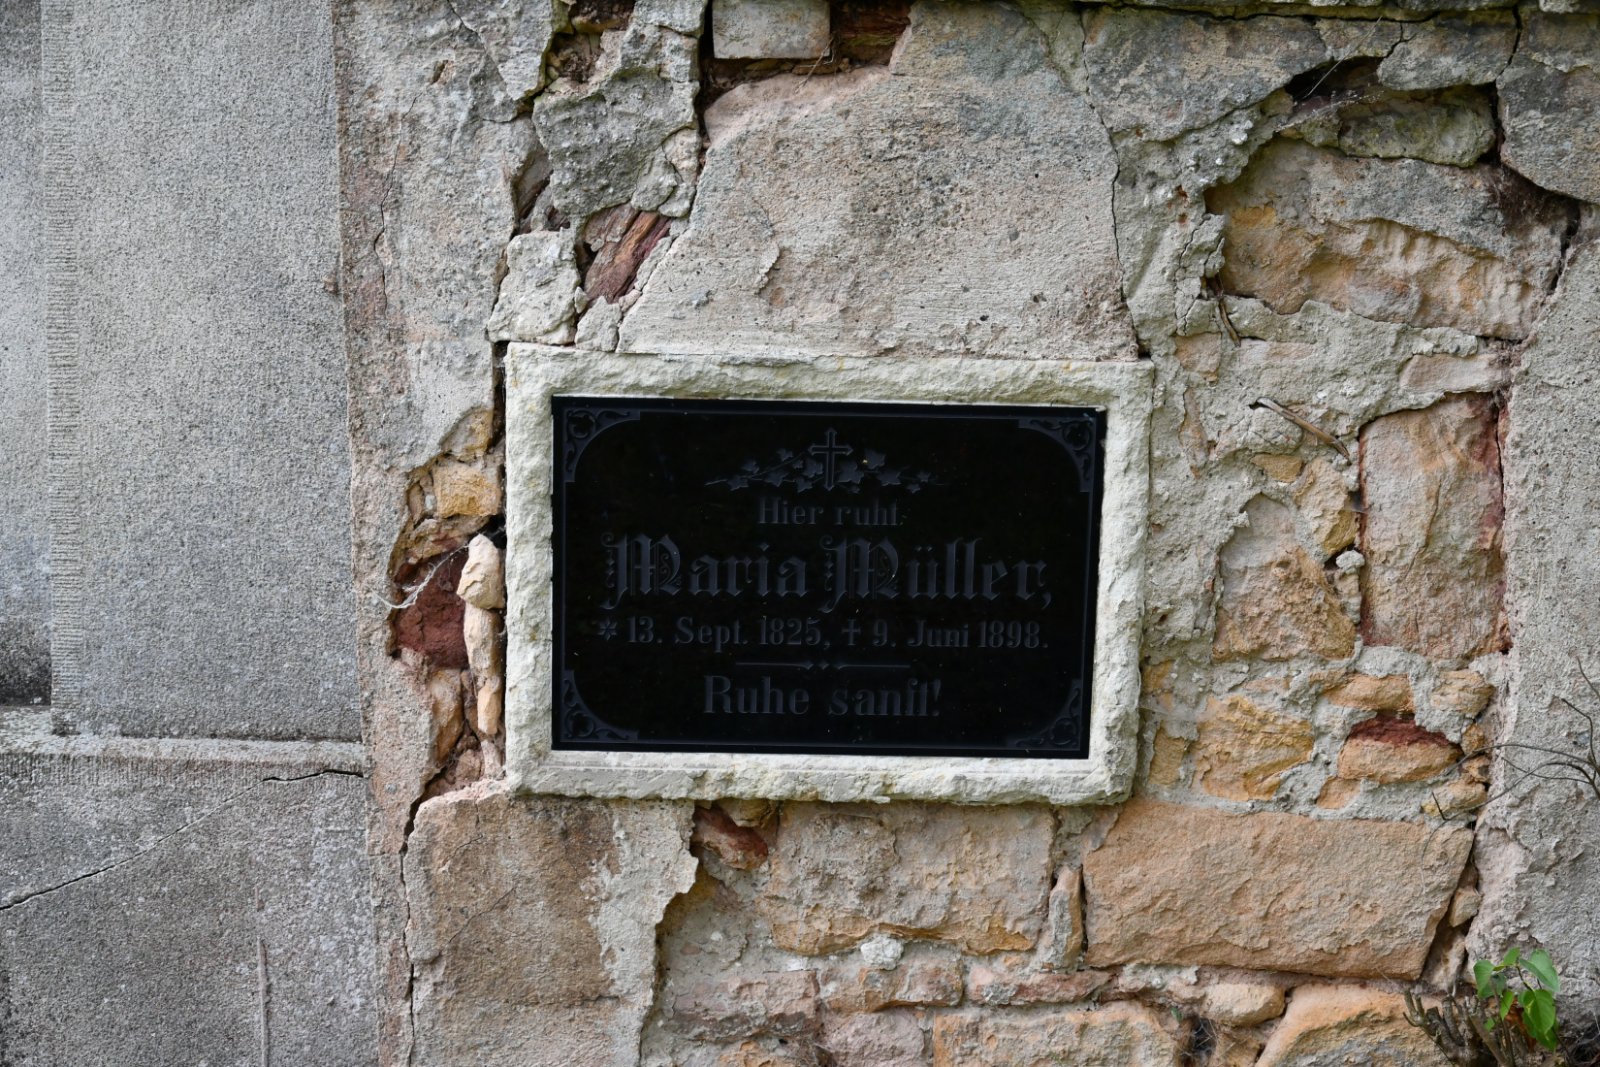 Hier ruht
Maria Müller,
* 13. Sept. 1825, † 9. Juni 1898.
Ruhe sanft!